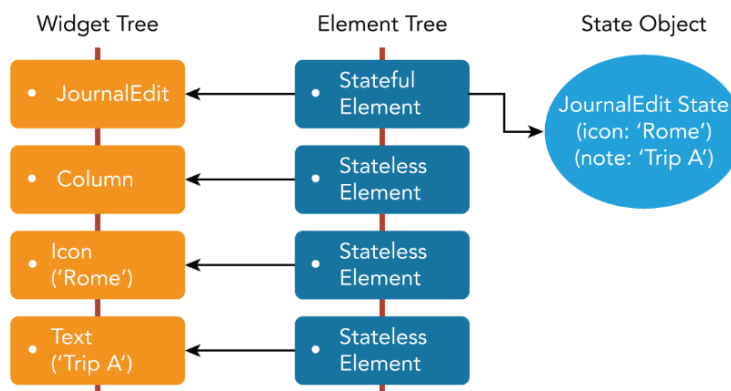 Widget Tree
Element Tree
State Object
JournalEdit
Stateful
Element
JournalEdit State
(icon: ‘Rome’)
(note: ‘Trip A’)
Column
Stateless
Element
Icon
(‘Rome’)
Stateless
Element
Text
(‘Trip A’)
Stateless
Element